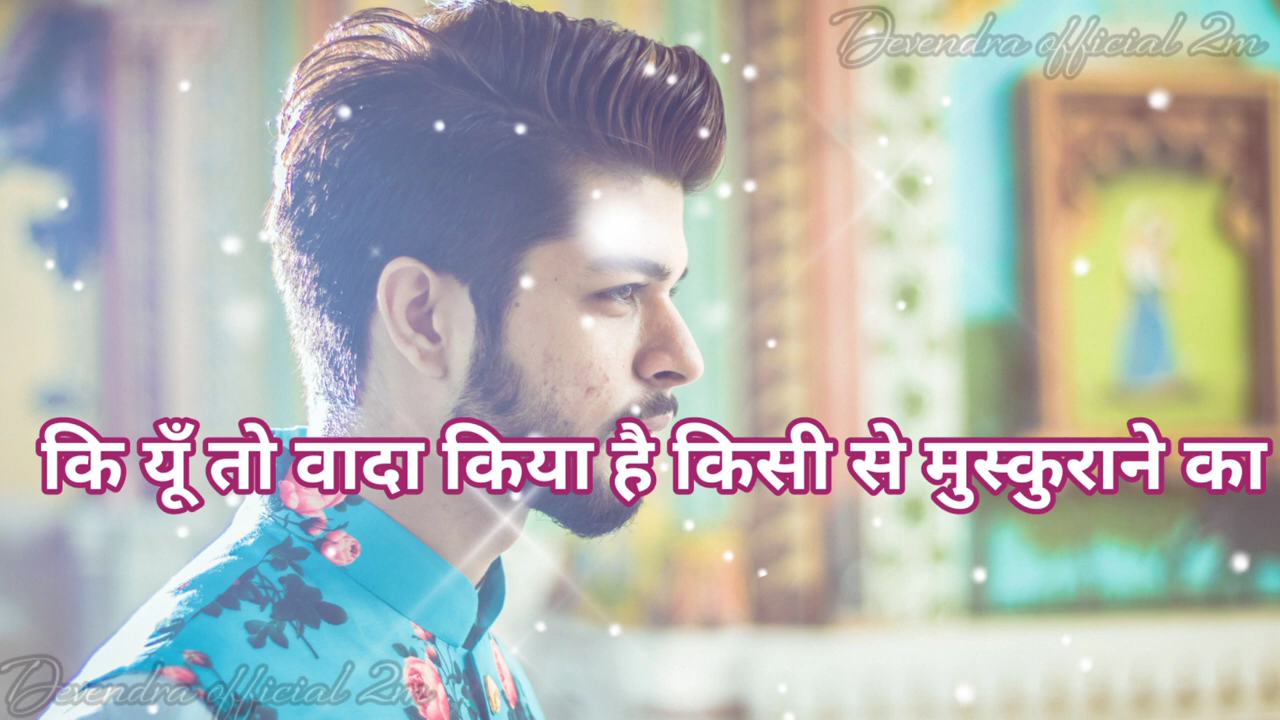 Devendra official 2m
कि यूँ तो वादा किया है किसी से मुस्कुराने का
Devendra official 2m